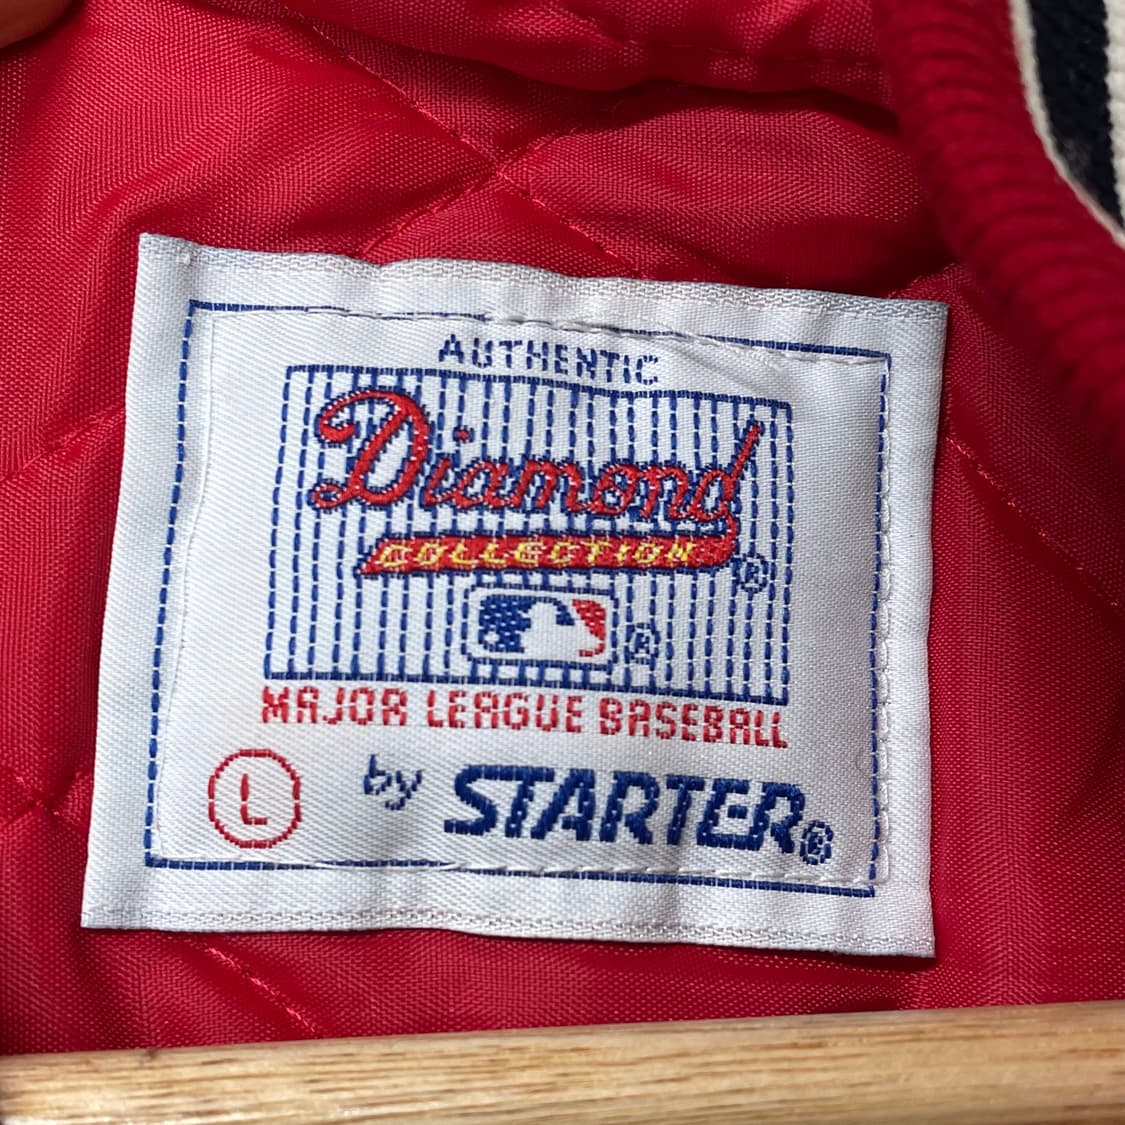 AUTHENTIC
Diamond
COLLECTION ®
®
MAJOR LEAGUE BASEBALL
L by STARTER®